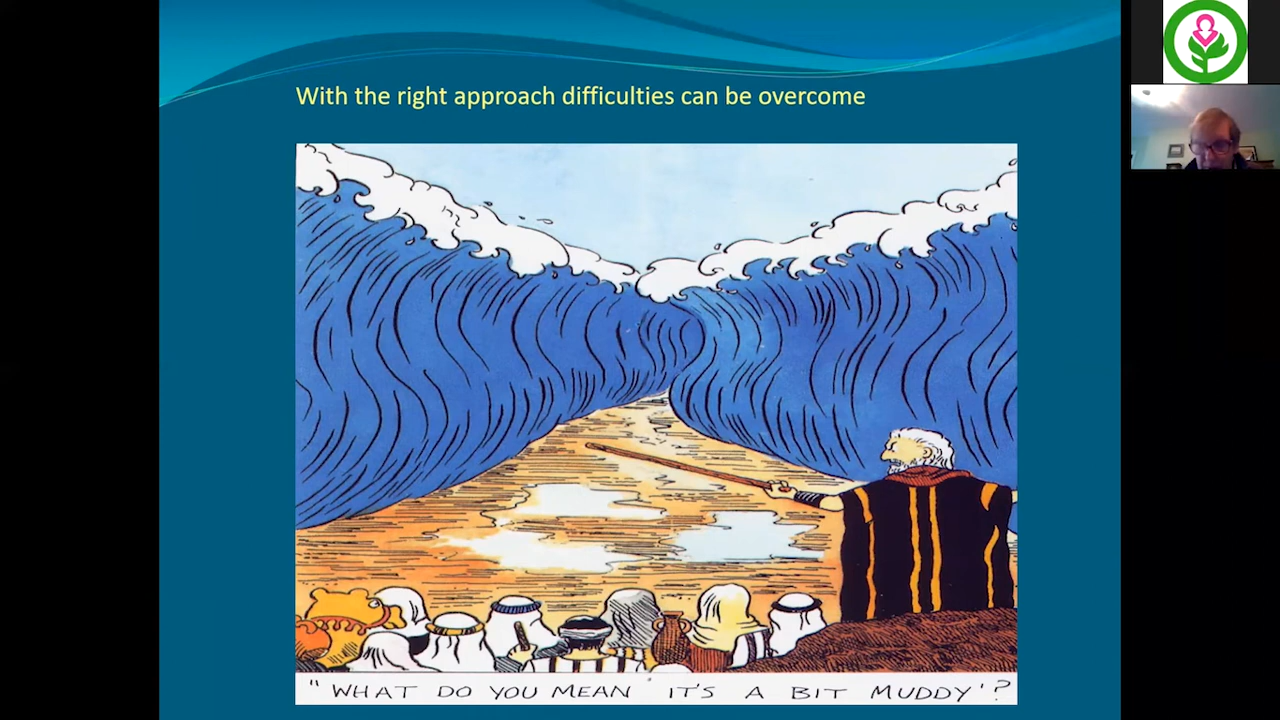 With the right approach difficulties can be overcome
"WHAT DO YOU MEAN 'IT'S A BIT MUDDY'?